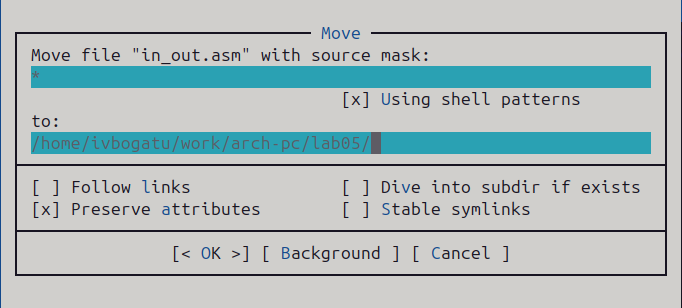 Move
Move file "in_out.asm" with source mask:
*
[x] Using shell patterns
to:
/home/ivbogatu/work/arch-pc/lab05/
[ ] Follow links [ ] Dive into subdir if exists
[x] Preserve attributes [ ] Stable symlinks
[< OK >] [ Background ] [ Cancel ]